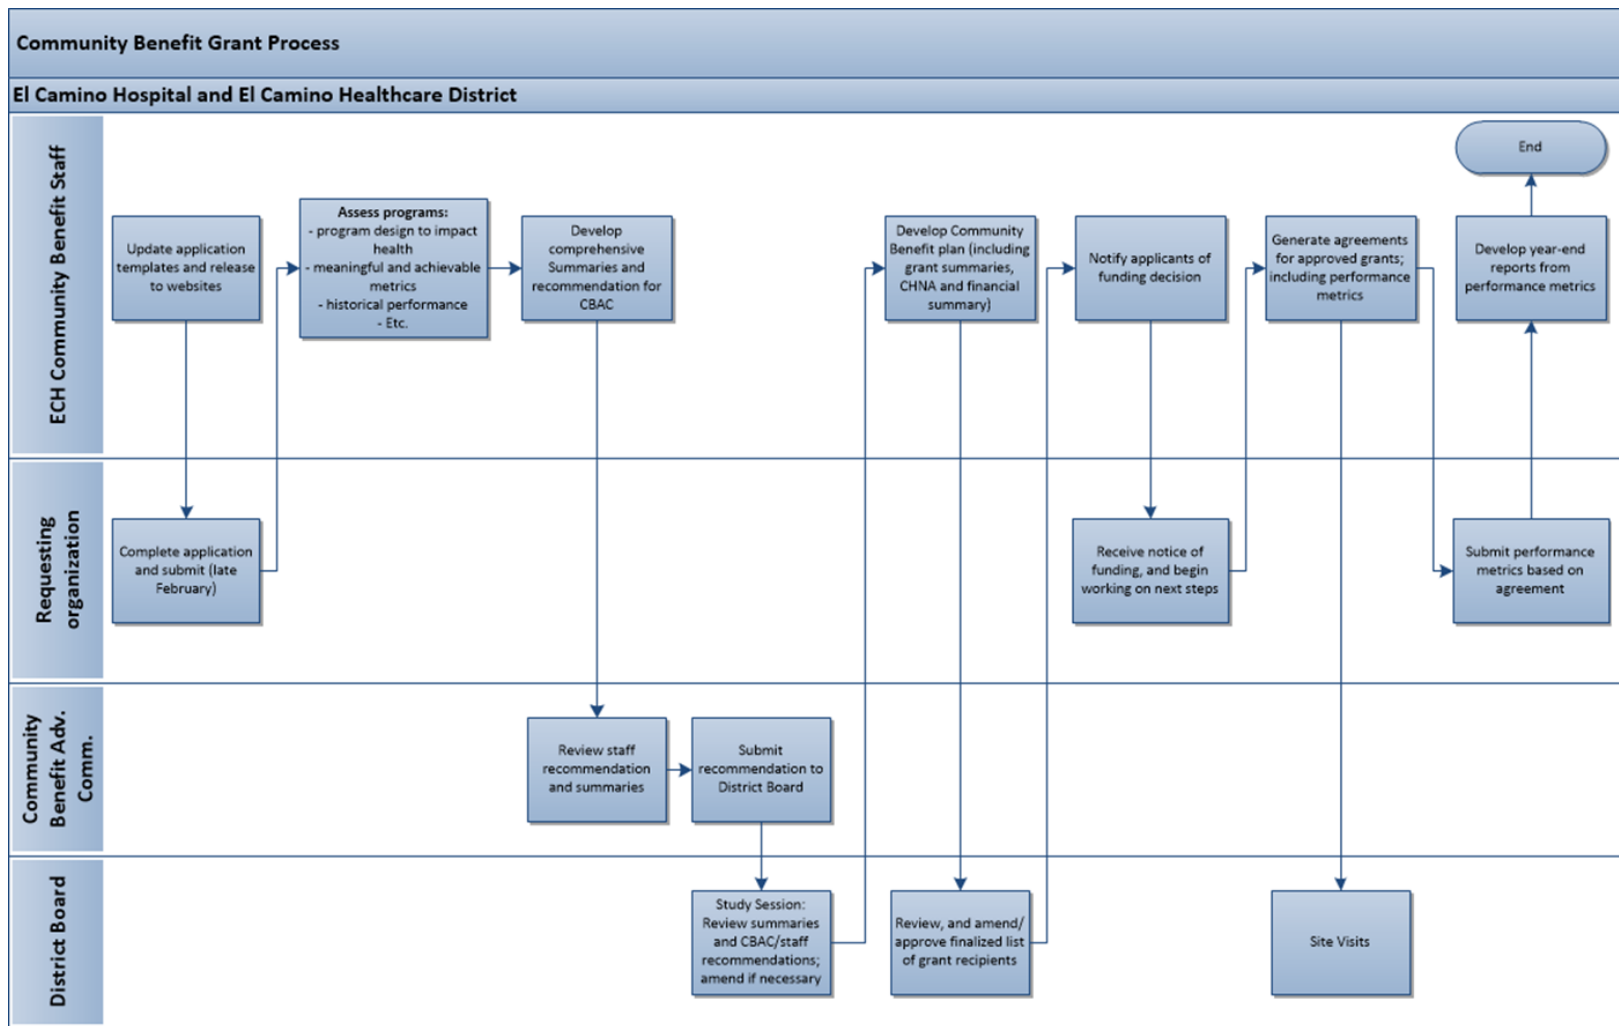 Community Benefit Grant Process
El Camino Hospital and El Camino Healthcare District
ECH Community Benefit Staff
Update application
templates and release
to websites
Assess programs:
- program design to impact
health
- meaningful and achievable
metrics
- historical performance
- Etc.
Develop
comprehensive
Summaries and
recommendation for
CBAC
Develop Community
Benefit plan (including
grant summaries,
CHNA and financial
summary)
Notify applicants of
funding decision
Generate agreements
for approved grants;
including performance
metrics
End
Develop year-end
reports from
performance metrics
Requesting
organization
Complete application
and submit (late
February)
Receive notice of
funding, and begin
working on next steps
Submit performance
metrics based on
agreement
Community
Benefit Adv.
Comm.
Review staff
recommendation
and summaries
Submit
recommendation to
District Board
District Board
Study Session:
Review summaries
and CBAC/staff
recommendations;
amend if necessary
Review, and amend/
approve finalized list
of grant recipients
Site Visits